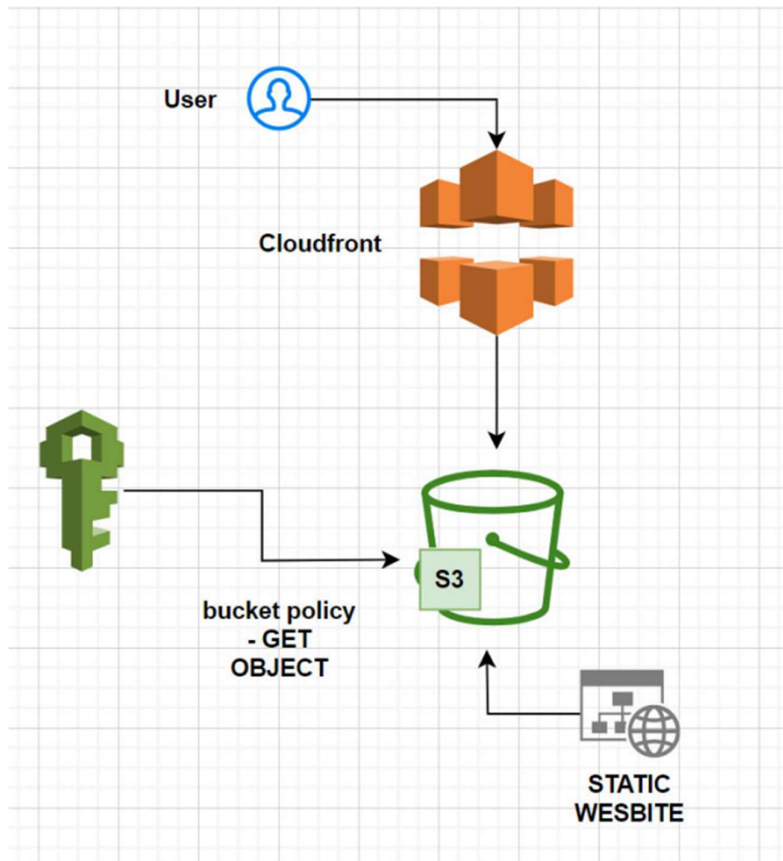 User
Cloudfront
S3
bucket policy
- GET
OBJECT
STATIC
WESBITE